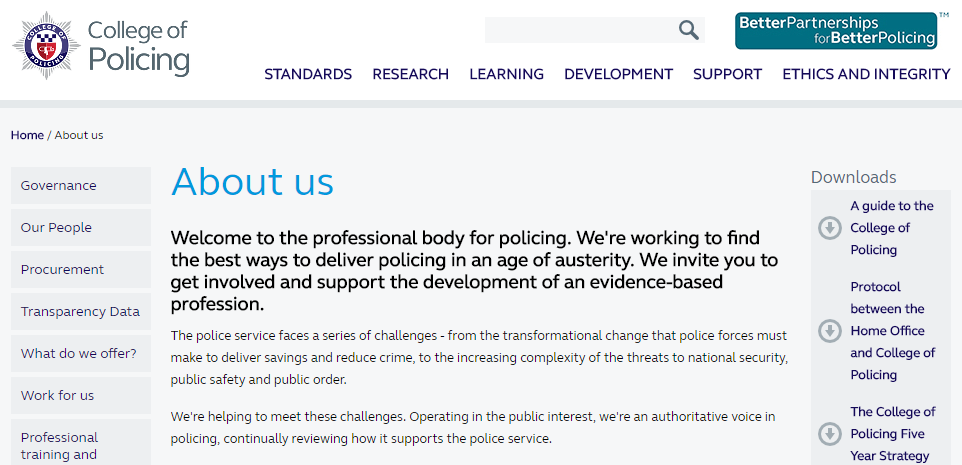 COLLEGE OF
POLICING
College of
Policing
BetterPartnerships
forBetterPolicing
TM
STANDARDS RESEARCH LEARNING DEVELOPMENT SUPPORT ETHICS AND INTEGRITY
Home / About us
Governance
Our People
Procurement
Transparency Data
What do we offer?
Work for us
Professional
training and
About us
Welcome to the professional body for policing. We're working to find
the best ways to deliver policing in an age of austerity. We invite you to
get involved and support the development of an evidence-based
profession.
The police service faces a series of challenges - from the transformational change that police forces must
make to deliver savings and reduce crime, to the increasing complexity of the threats to national security,
public safety and public order.
We're helping to meet these challenges. Operating in the public interest, we're an authoritative voice in
policing, continually reviewing how it supports the police service.
Downloads
A guide to the
College of
Policing
Protocol
between the
Home Office
and College of
Policing
The College of
Policing Five
Year Strategy